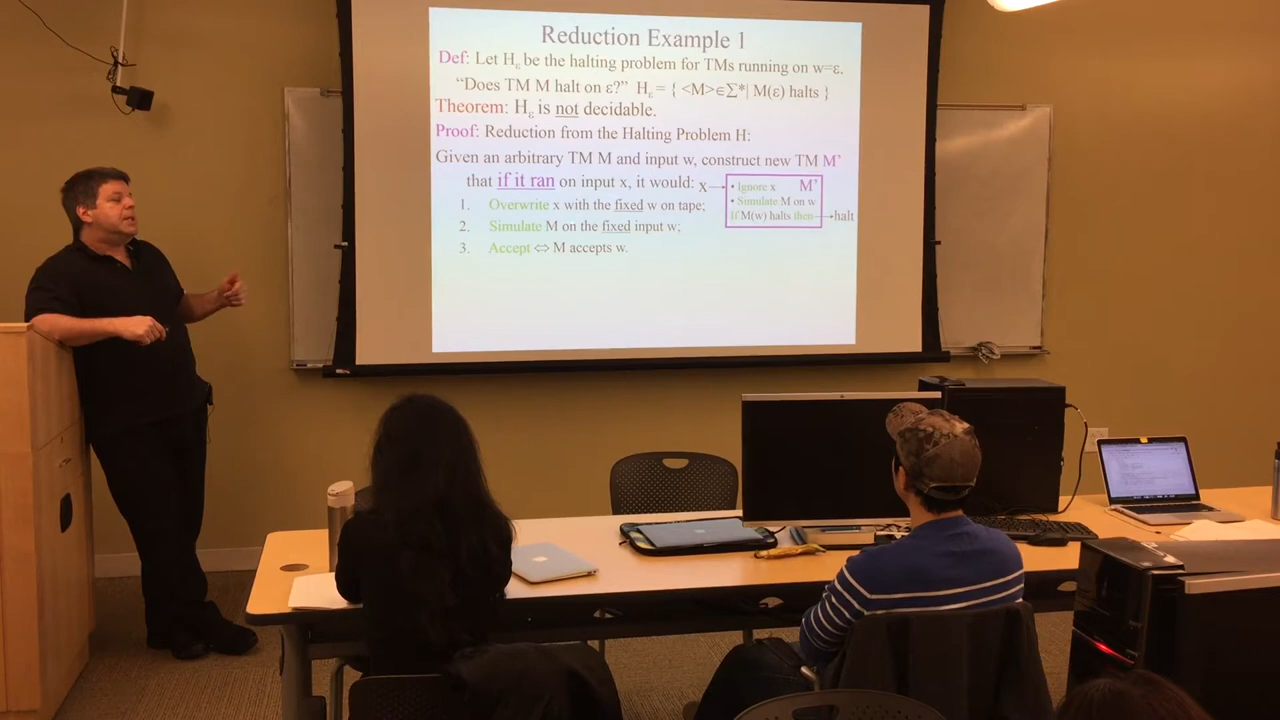 Reduction Example 1
Def: Let Hε be the halting problem for TMs running on w=ε.
“Does TM M halt on ε?” Hε = { <M>∈∑*| M(ε) halts }
Theorem: Hε is not decidable.
Proof: Reduction from the Halting Problem H:
Given an arbitrary TM M and input w, construct new TM M’
that if it ran on input x, it would:
1. Overwrite x with the fixed w on tape;
2. Simulate M on the fixed input w;
3. Accept ⇔ M accepts w.
x
• Ignore x M’
• Simulate M on w
If M(w) halts then
halt